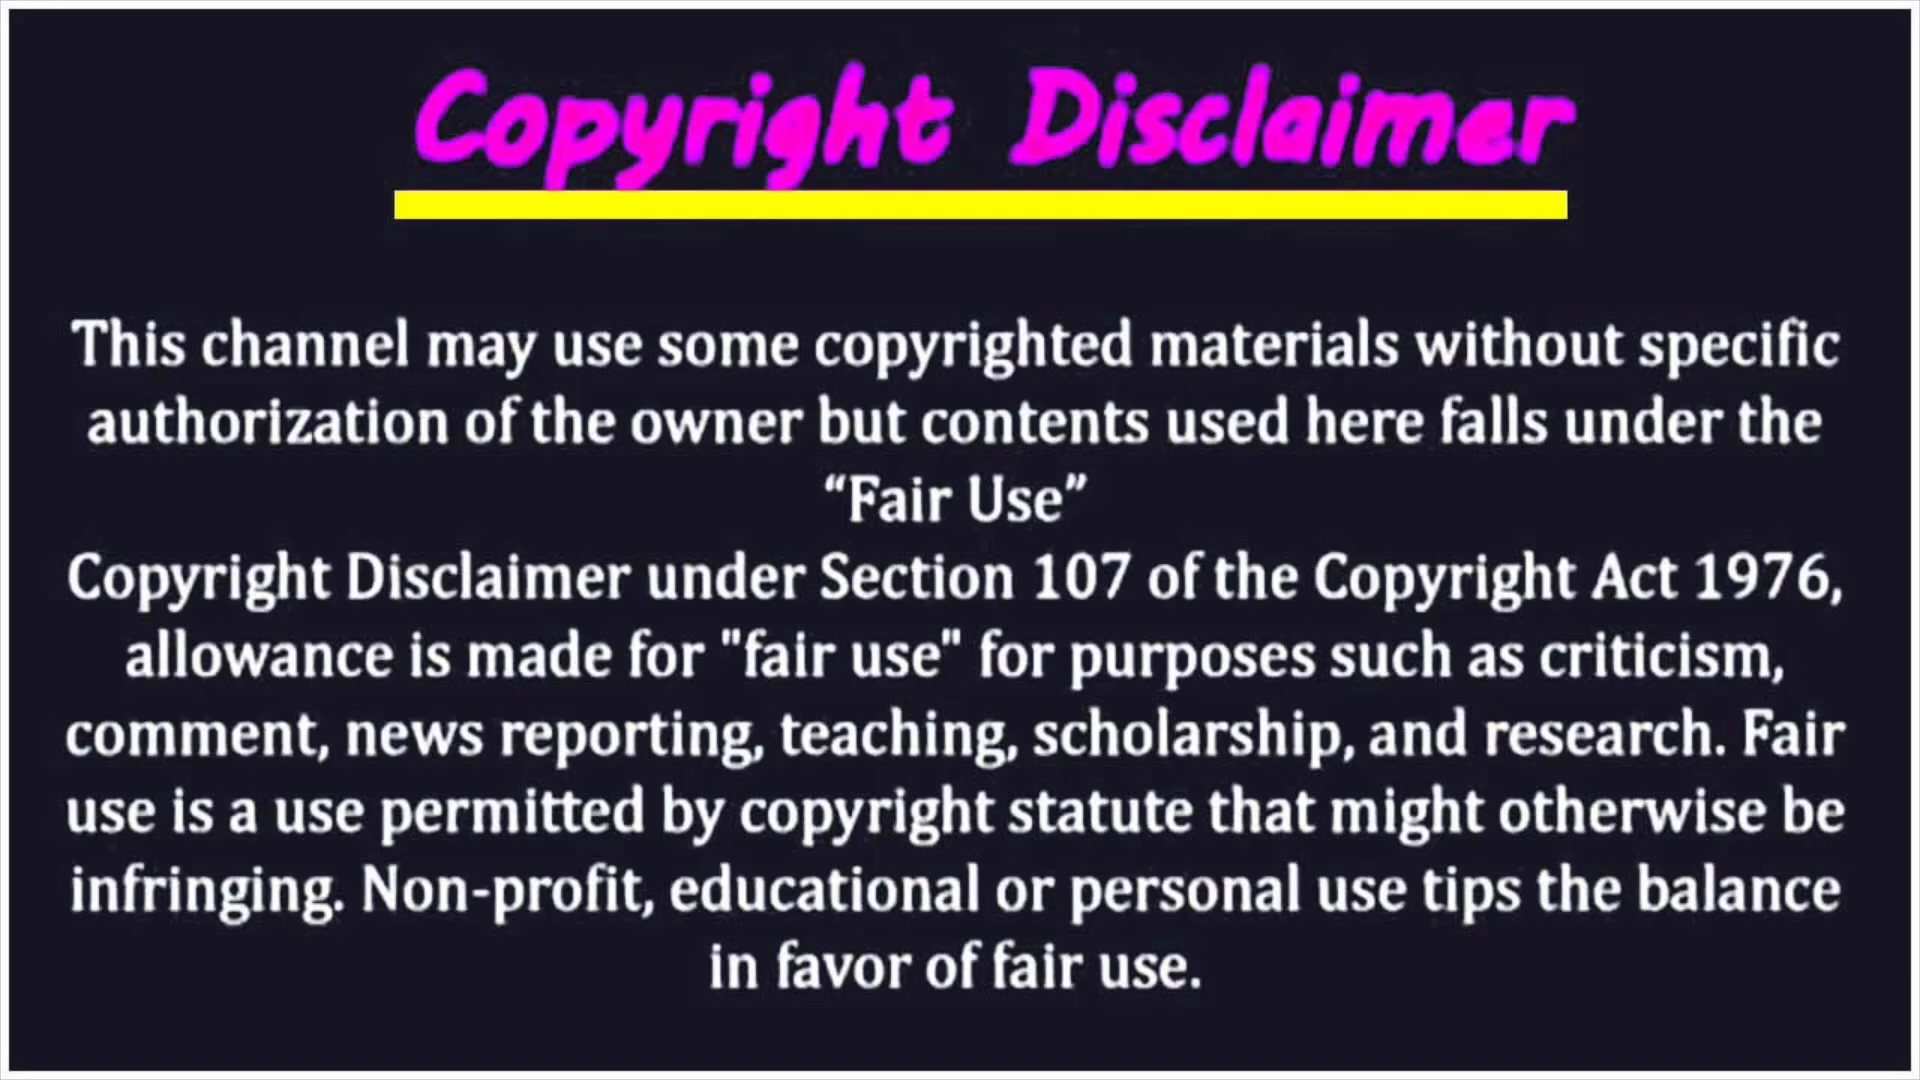 Copyright Disclaimer
This channel may use some copyrighted materials without specific
authorization of the owner but contents used here falls under the
“Fair Use”
Copyright Disclaimer under Section 107 of the Copyright Act 1976,
allowance is made for "fair use" for purposes such as criticism,
comment, news reporting, teaching, scholarship, and research. Fair
use is a use permitted by copyright statute that might otherwise be
infringing. Non-profit, educational or personal use tips the balance
in favor of fair use.